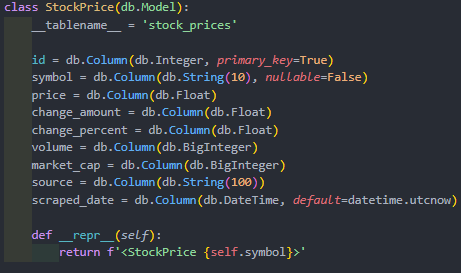 class StockPrice(db.Model):
    __tablename__ = 'stock_prices'

    id = db.Column(db.Integer, primary_key=True)
    symbol = db.Column(db.String(10), nullable=False)
    price = db.Column(db.Float)
    change_amount = db.Column(db.Float)
    change_percent = db.Column(db.Float)
    volume = db.Column(db.BigInteger)
    market_cap = db.Column(db.BigInteger)
    source = db.Column(db.String(100))
    scraped_date = db.Column(db.DateTime, default=datetime.utcnow)

    def __repr__(self):
        return f'<StockPrice {self.symbol}>'